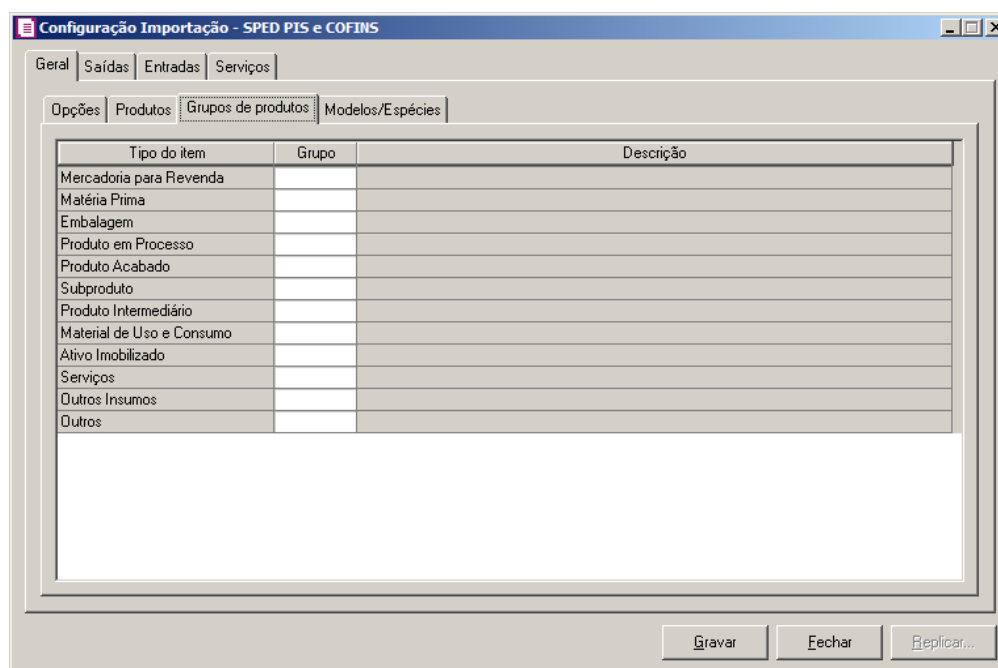 Configuração Importação - SPED PIS e COFINS
Geral Saídas Entradas Serviços
Opções Produtos Grupos de produtos Modelos/Espécies
Tipo do item Grupo Descrição
Mercadoria para Revenda
Matéria Prima
Embalagem
Produto em Processo
Produto Acabado
Subproduto
Produto Intermediário
Material de Uso e Consumo
Ativo Imobilizado
Serviços
Outros Insumos
Outros
Gravar Fechar Replicar...